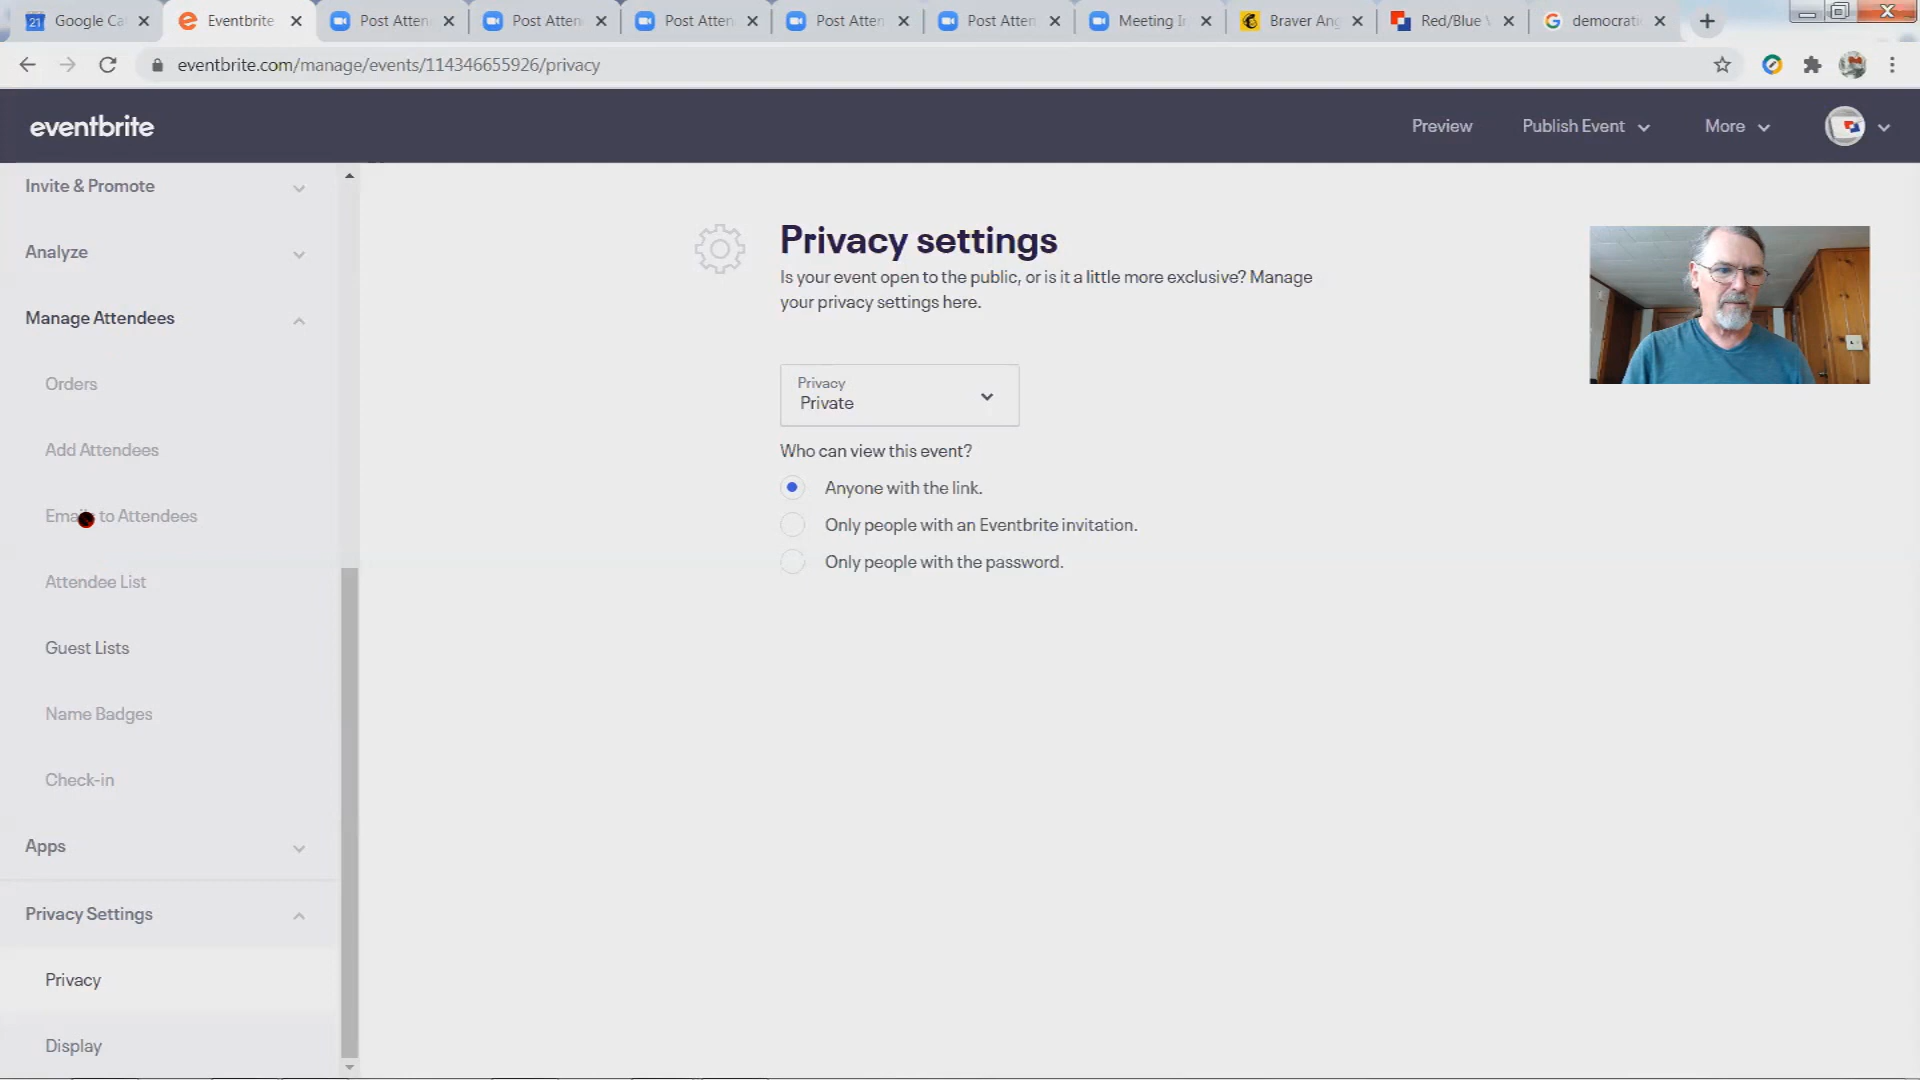 Google Ca
Eventbrite
Post Atten
Post Atten
Post Atten
Post Atten
Post Atten
Meeting I
Braver Ang
Red/Blue
democrati
eventbrite.com/manage/events/114346655926/privacy
eventbrite
Preview
Publish Event
More
Invite & Promote
Analyze
Manage Attendees
Orders
Add Attendees
to Attendees
Attendee List
Guest Lists
Name Badges
Check-in
Apps
Privacy Settings
Privacy
Display
Privacy settings
Is your event open to the public, or is it a little more exclusive? Manage
your privacy settings here.
Privacy
Private
Who can view this event?
Anyone with the link.
Only people with an Eventbrite invitation.
Only people with the password.